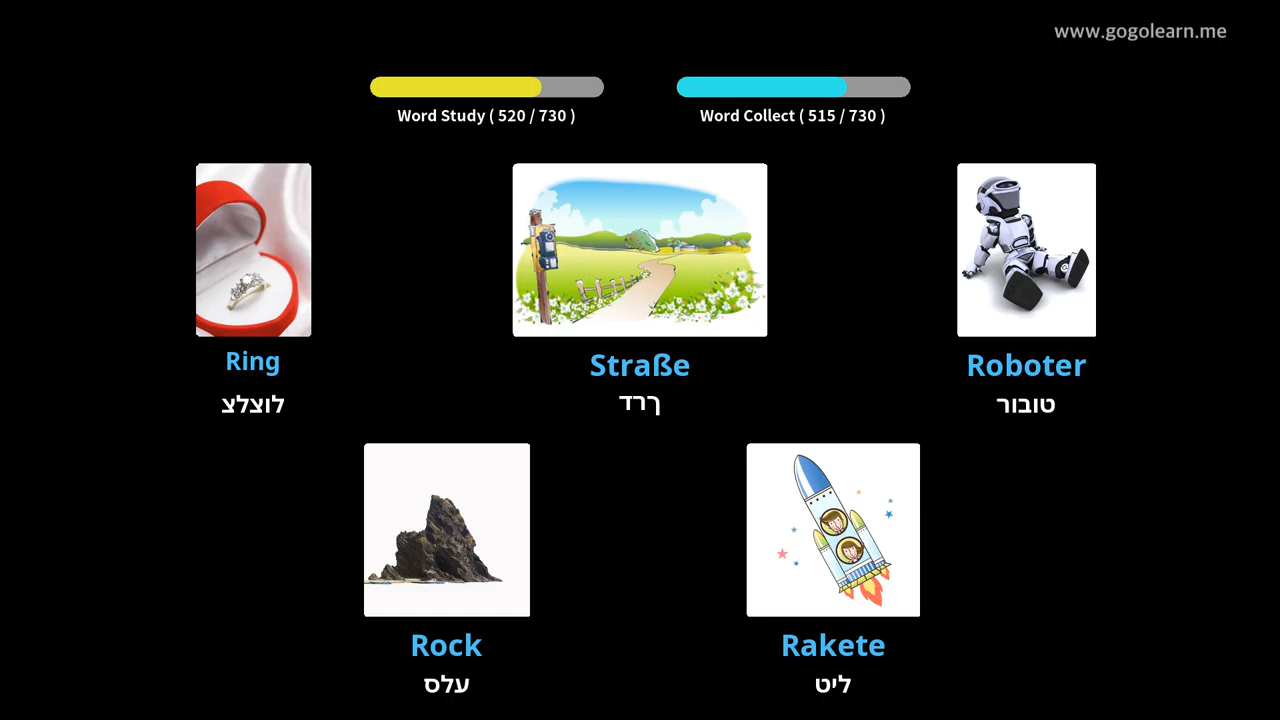 www.gogolearn.me
Word Study ( 520 / 730 )
Word Collect ( 515 / 730 )
Ring
לוצלצ
Straße
ךרד
Roboter
טובור
Rock
עלס
Rakete
ליט